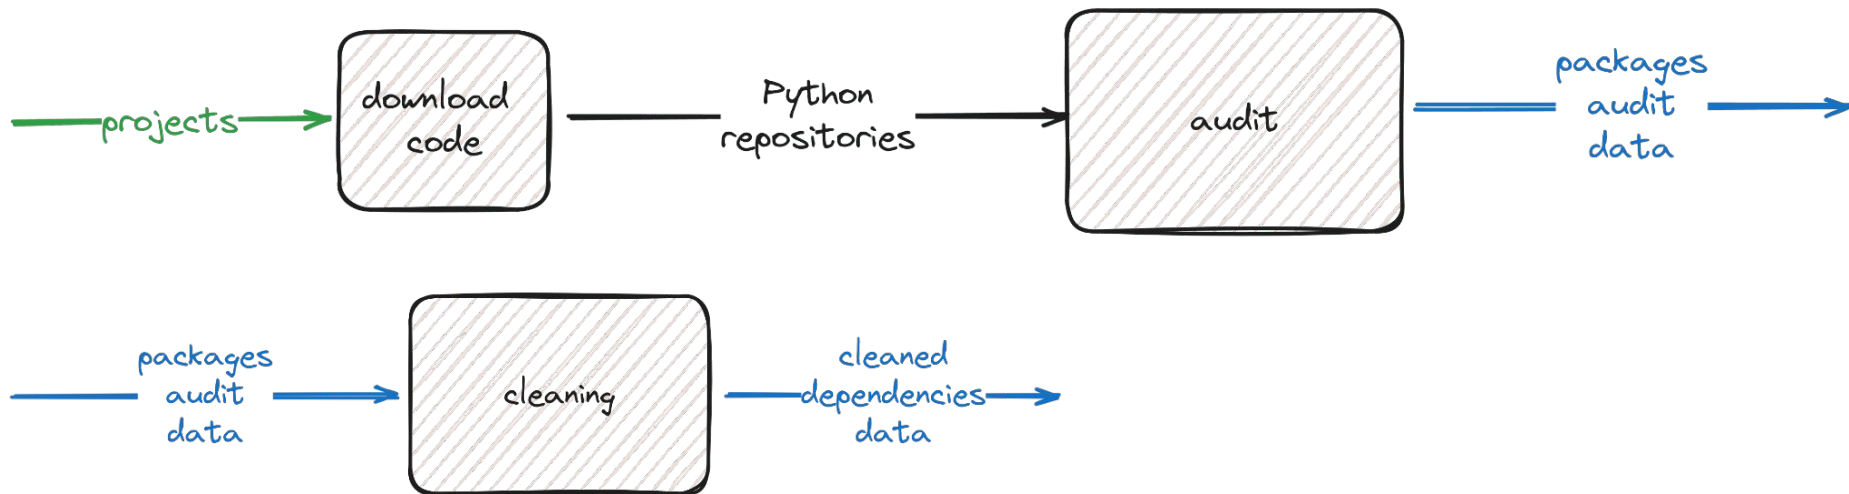 projects
download
code
Python
repositories
audit
packages
audit
data
packages
audit
data
cleaning
cleaned
dependencies
data